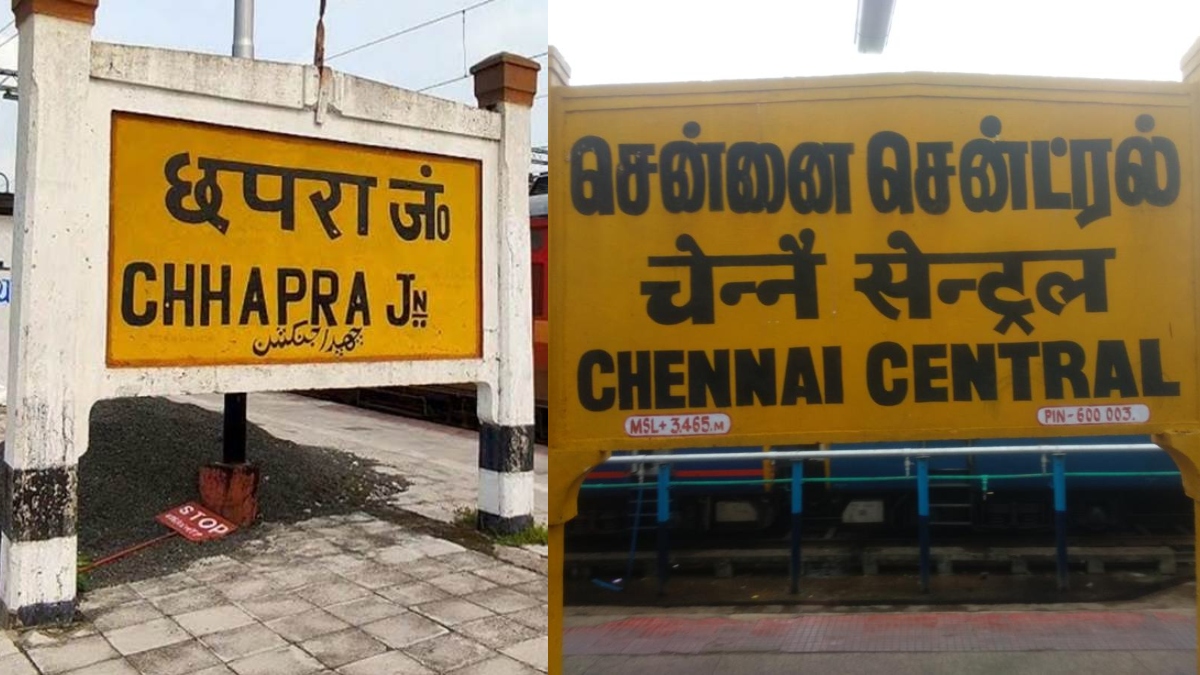 छपरा जं०
CHHAPRA JN
چھپرا جنکشن
STOP
சென்னை சென்ட்ரல்
चेन्नै सेन्ट्रल
CHENNAI CENTRAL
MSL+ 3.465.M
PIN-600 003.